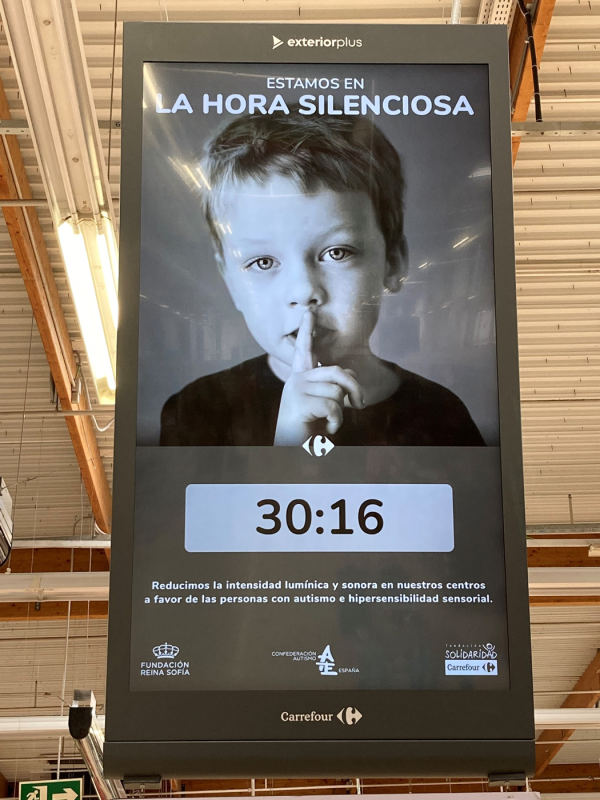 exteriorplus
ESTAMOS EN
LA HORA SILENCIOSA
30:16
Reducimos la intensidad lumínica y sonora en nuestros centros
a favor de las personas con autismo e hipersensibilidad sensorial.
FUNDACIÓN
REINA SOFÍA
CONFEDERACIÓN
AUTISMO
ESPAÑA
fundación
SOLIDARIDAD
Carrefour
Carrefour